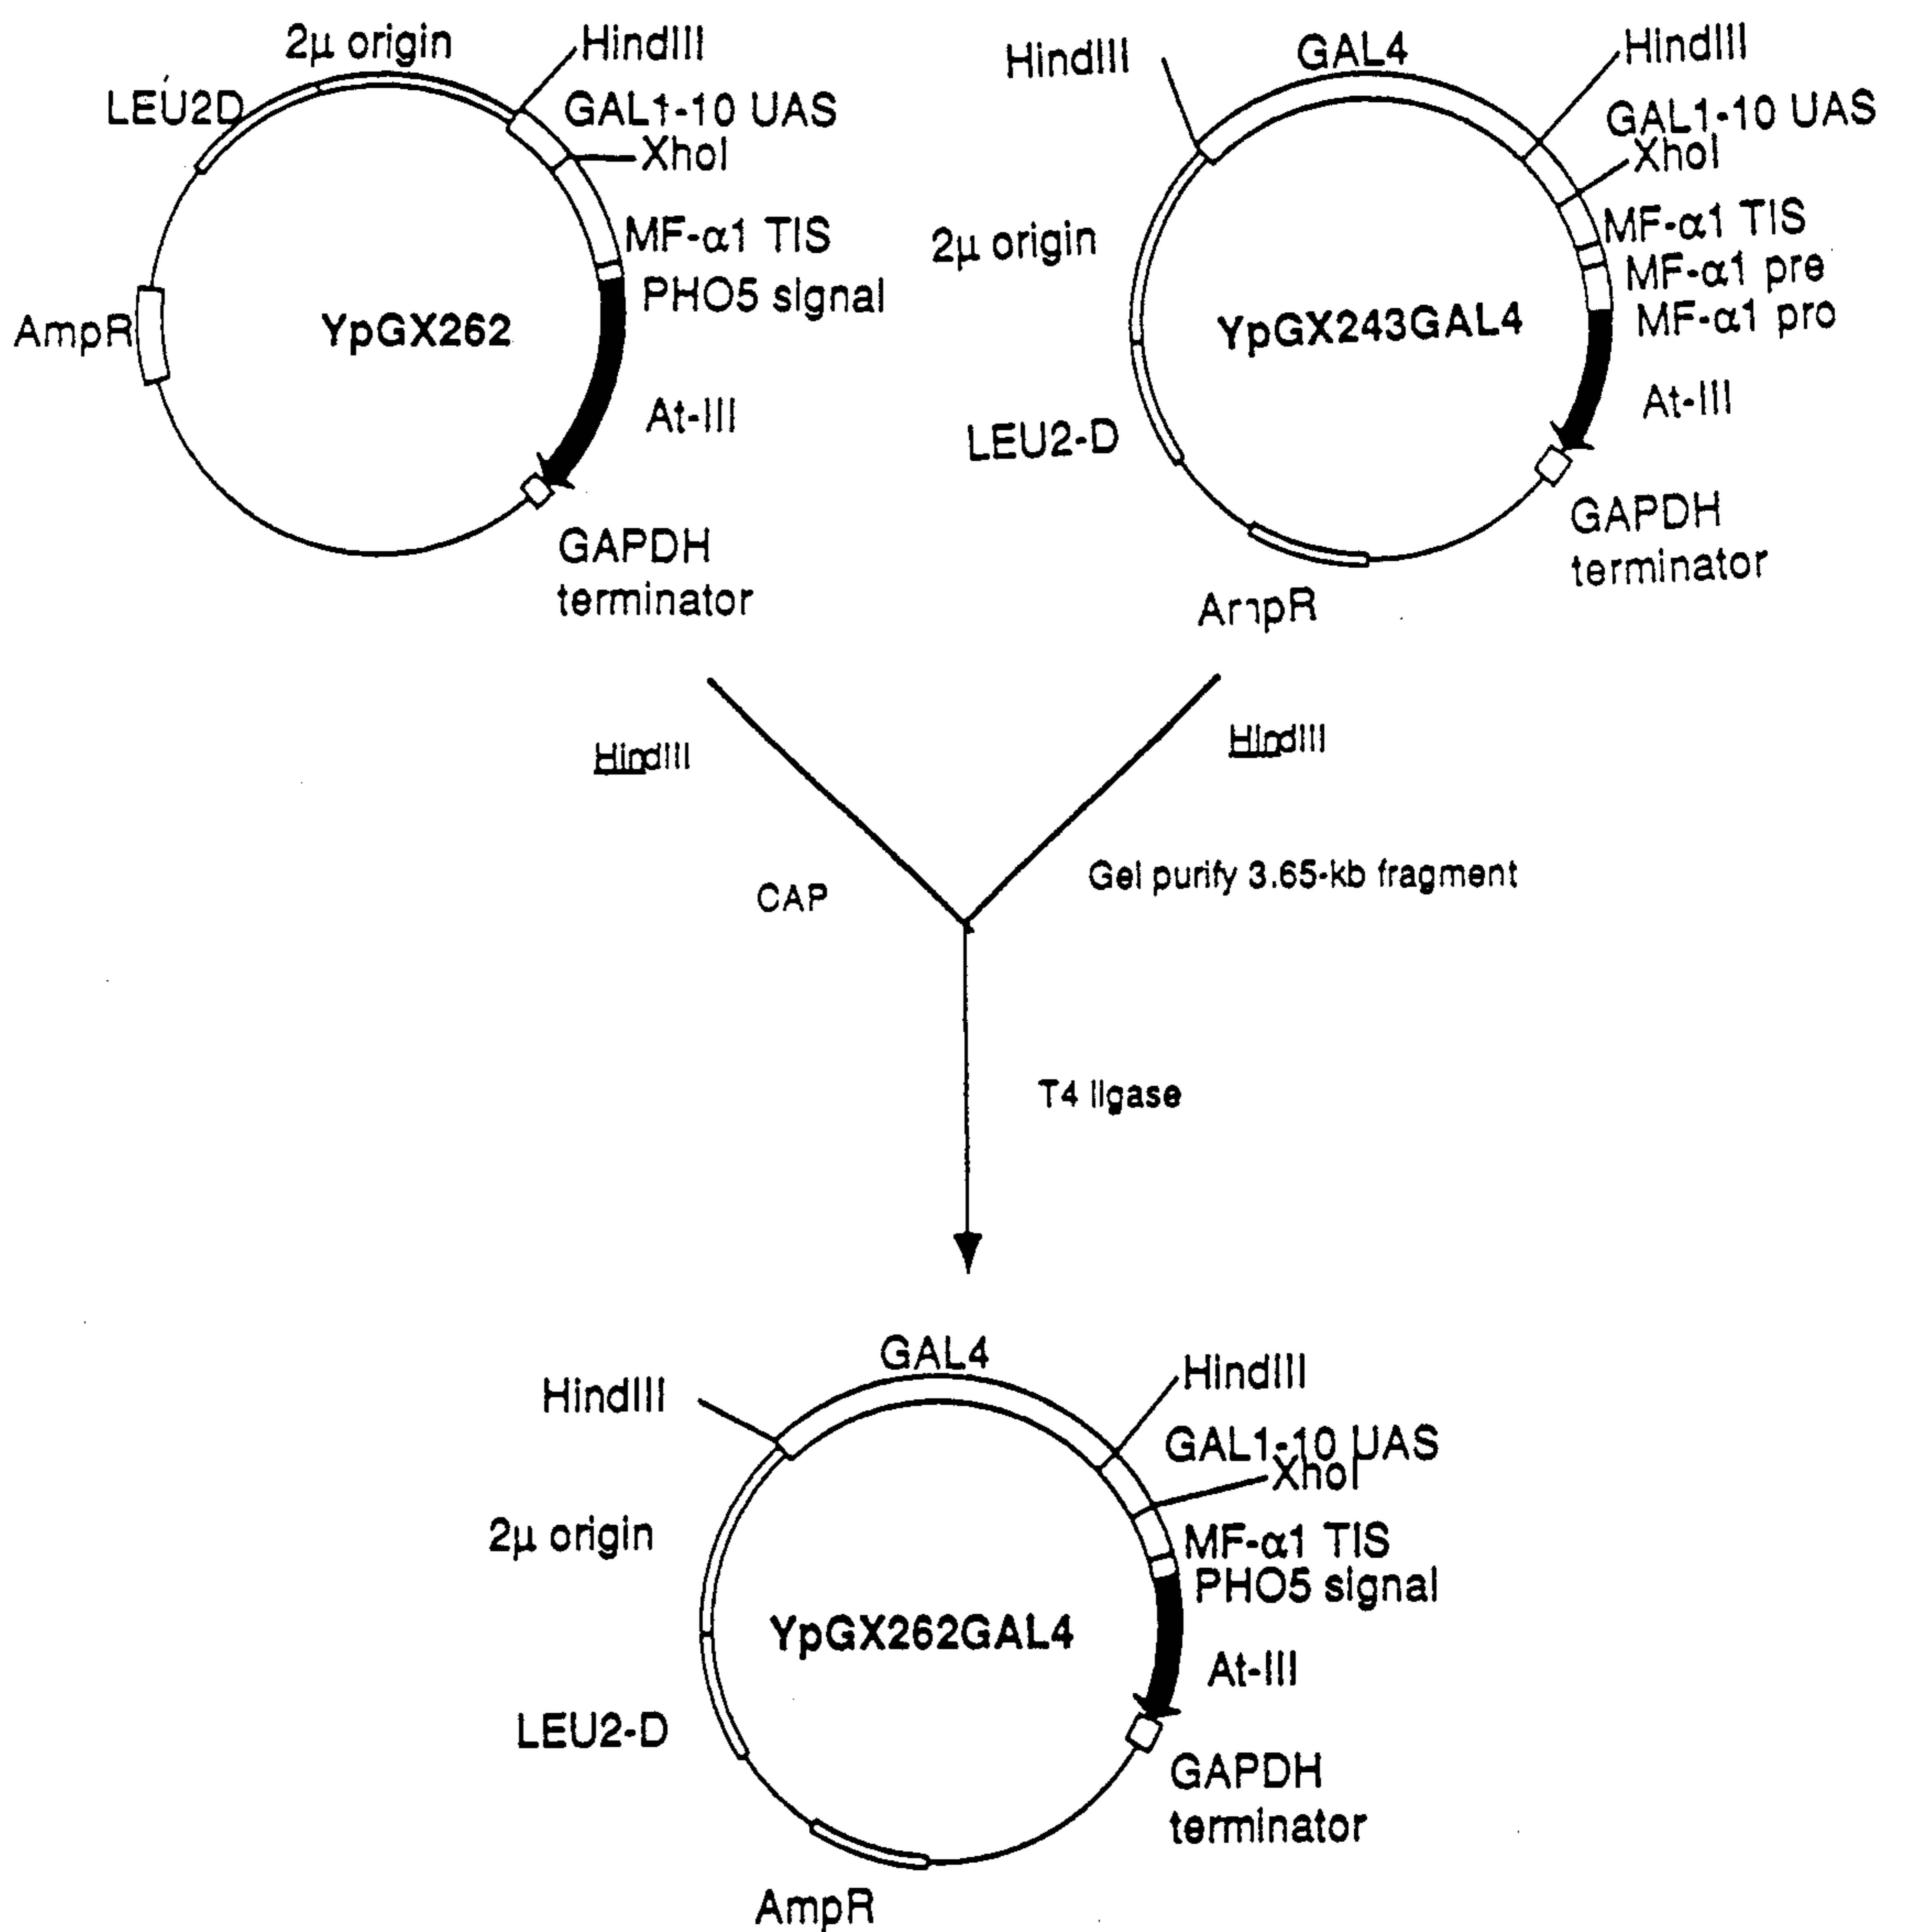 2μ origin
HindIII
LEU2D
GAL1-10 UAS
XhoI
MF-α1 TIS
PHO5 signal
AmpR
YpGX262
At-III
GAPDH
terminator
HindIII
GAL4
HindIII
GAL1-10 UAS
XhoI
2μ origin
MF-α1 TIS
MF-α1 pre
MF-α1 pro
YpGX243GAL4
At-III
LEU2-D
GAPDH
terminator
AmpR
HindIII
HindIII
CAP
Gel purify 3.65-kb fragment
T4 ligase
GAL4
HindIII
HindIII
GAL1-10 UAS
XhoI
2μ origin
MF-α1 TIS
PHO5 signal
YpGX262GAL4
At-III
LEU2-D
GAPDH
terminator
AmpR